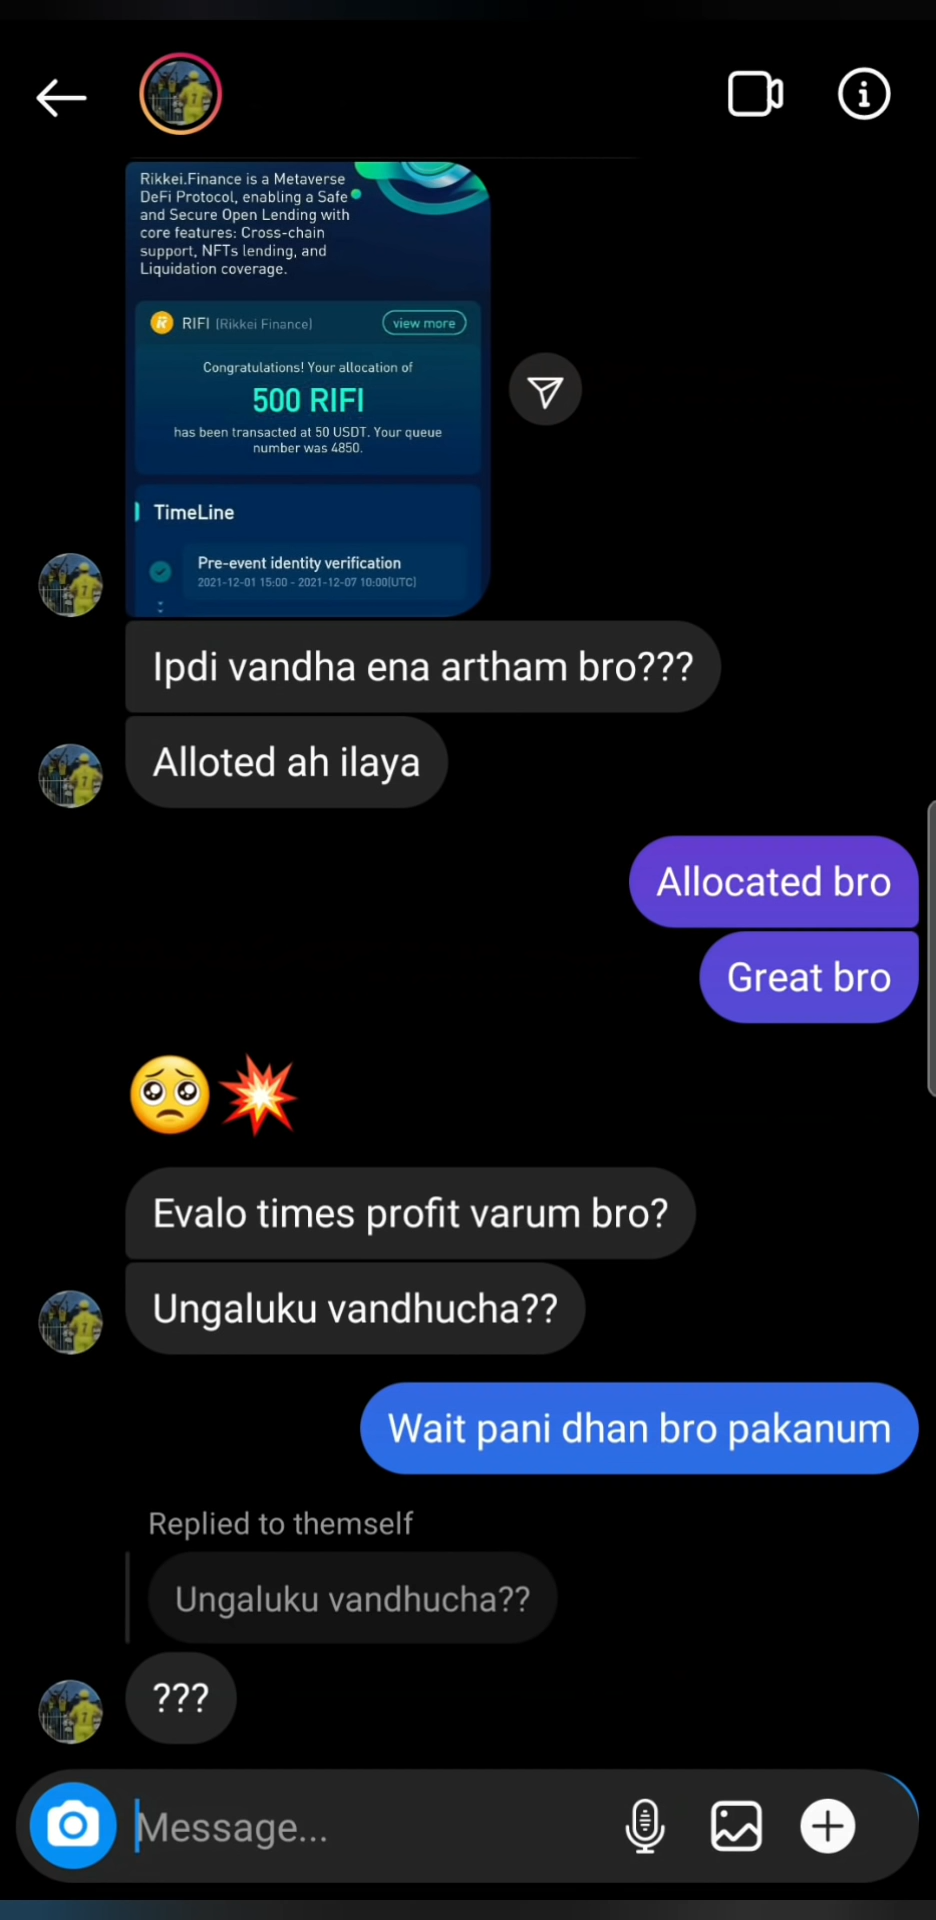 Rikkei.Finance is a Metaverse
DeFi Protocol, enabling a Safe
and Secure Open Lending with
core features: Cross-chain
support, NFTs lending, and
Liquidation coverage.
RIFI (Rikkei Finance)
view more
Congratulations! Your allocation of
500 RIFI
has been transacted at 50 USDT. Your queue
number was 4850.
TimeLine
Pre-event identity verification
2021-12-01 15:00 - 2021-12-07 10:00(UTC)
Ipdi vandha ena artham bro???
Alloted ah ilaya
Allocated bro
Great bro
🥺💥
Evalo times profit varum bro?
Ungaluku vandhucha??
Wait pani dhan bro pakanum
Replied to themself
Ungaluku vandhucha??
???
Message...